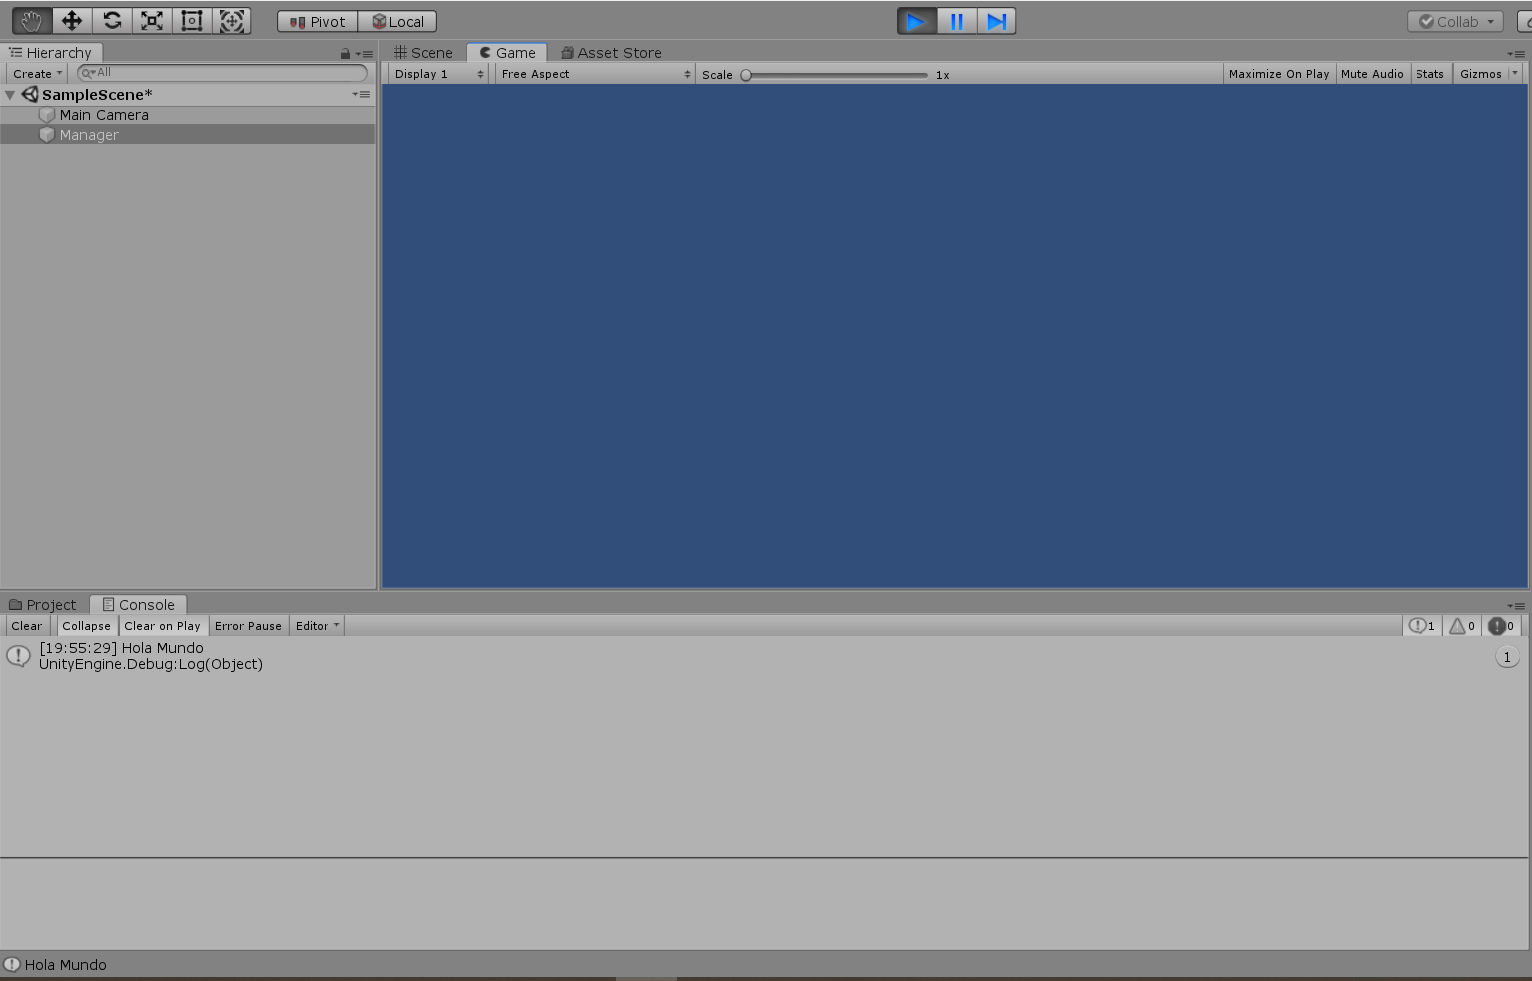 Pivot Local Collab
Hierarchy Scene Game Asset Store
Create All Display 1 Free Aspect Scale 1x Maximize On Play Mute Audio Stats Gizmos
SampleScene*
Main Camera
Manager
Project Console
Clear Collapse Clear on Play Error Pause Editor 1 0 0
[19:55:29] Hola Mundo
UnityEngine.Debug:Log(Object)
1
Hola Mundo